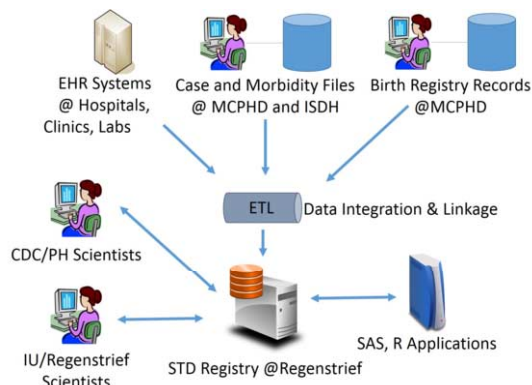 EHR Systems
@ Hospitals,
Clinics, Labs
Case and Morbidity Files
@ MCPHD and ISDH
Birth Registry Records
@MCPHD
ETL
Data Integration & Linkage
CDC/PH Scientists
IU/Regenstrief
Scientists
STD Registry @Regenstrief
SAS, R Applications